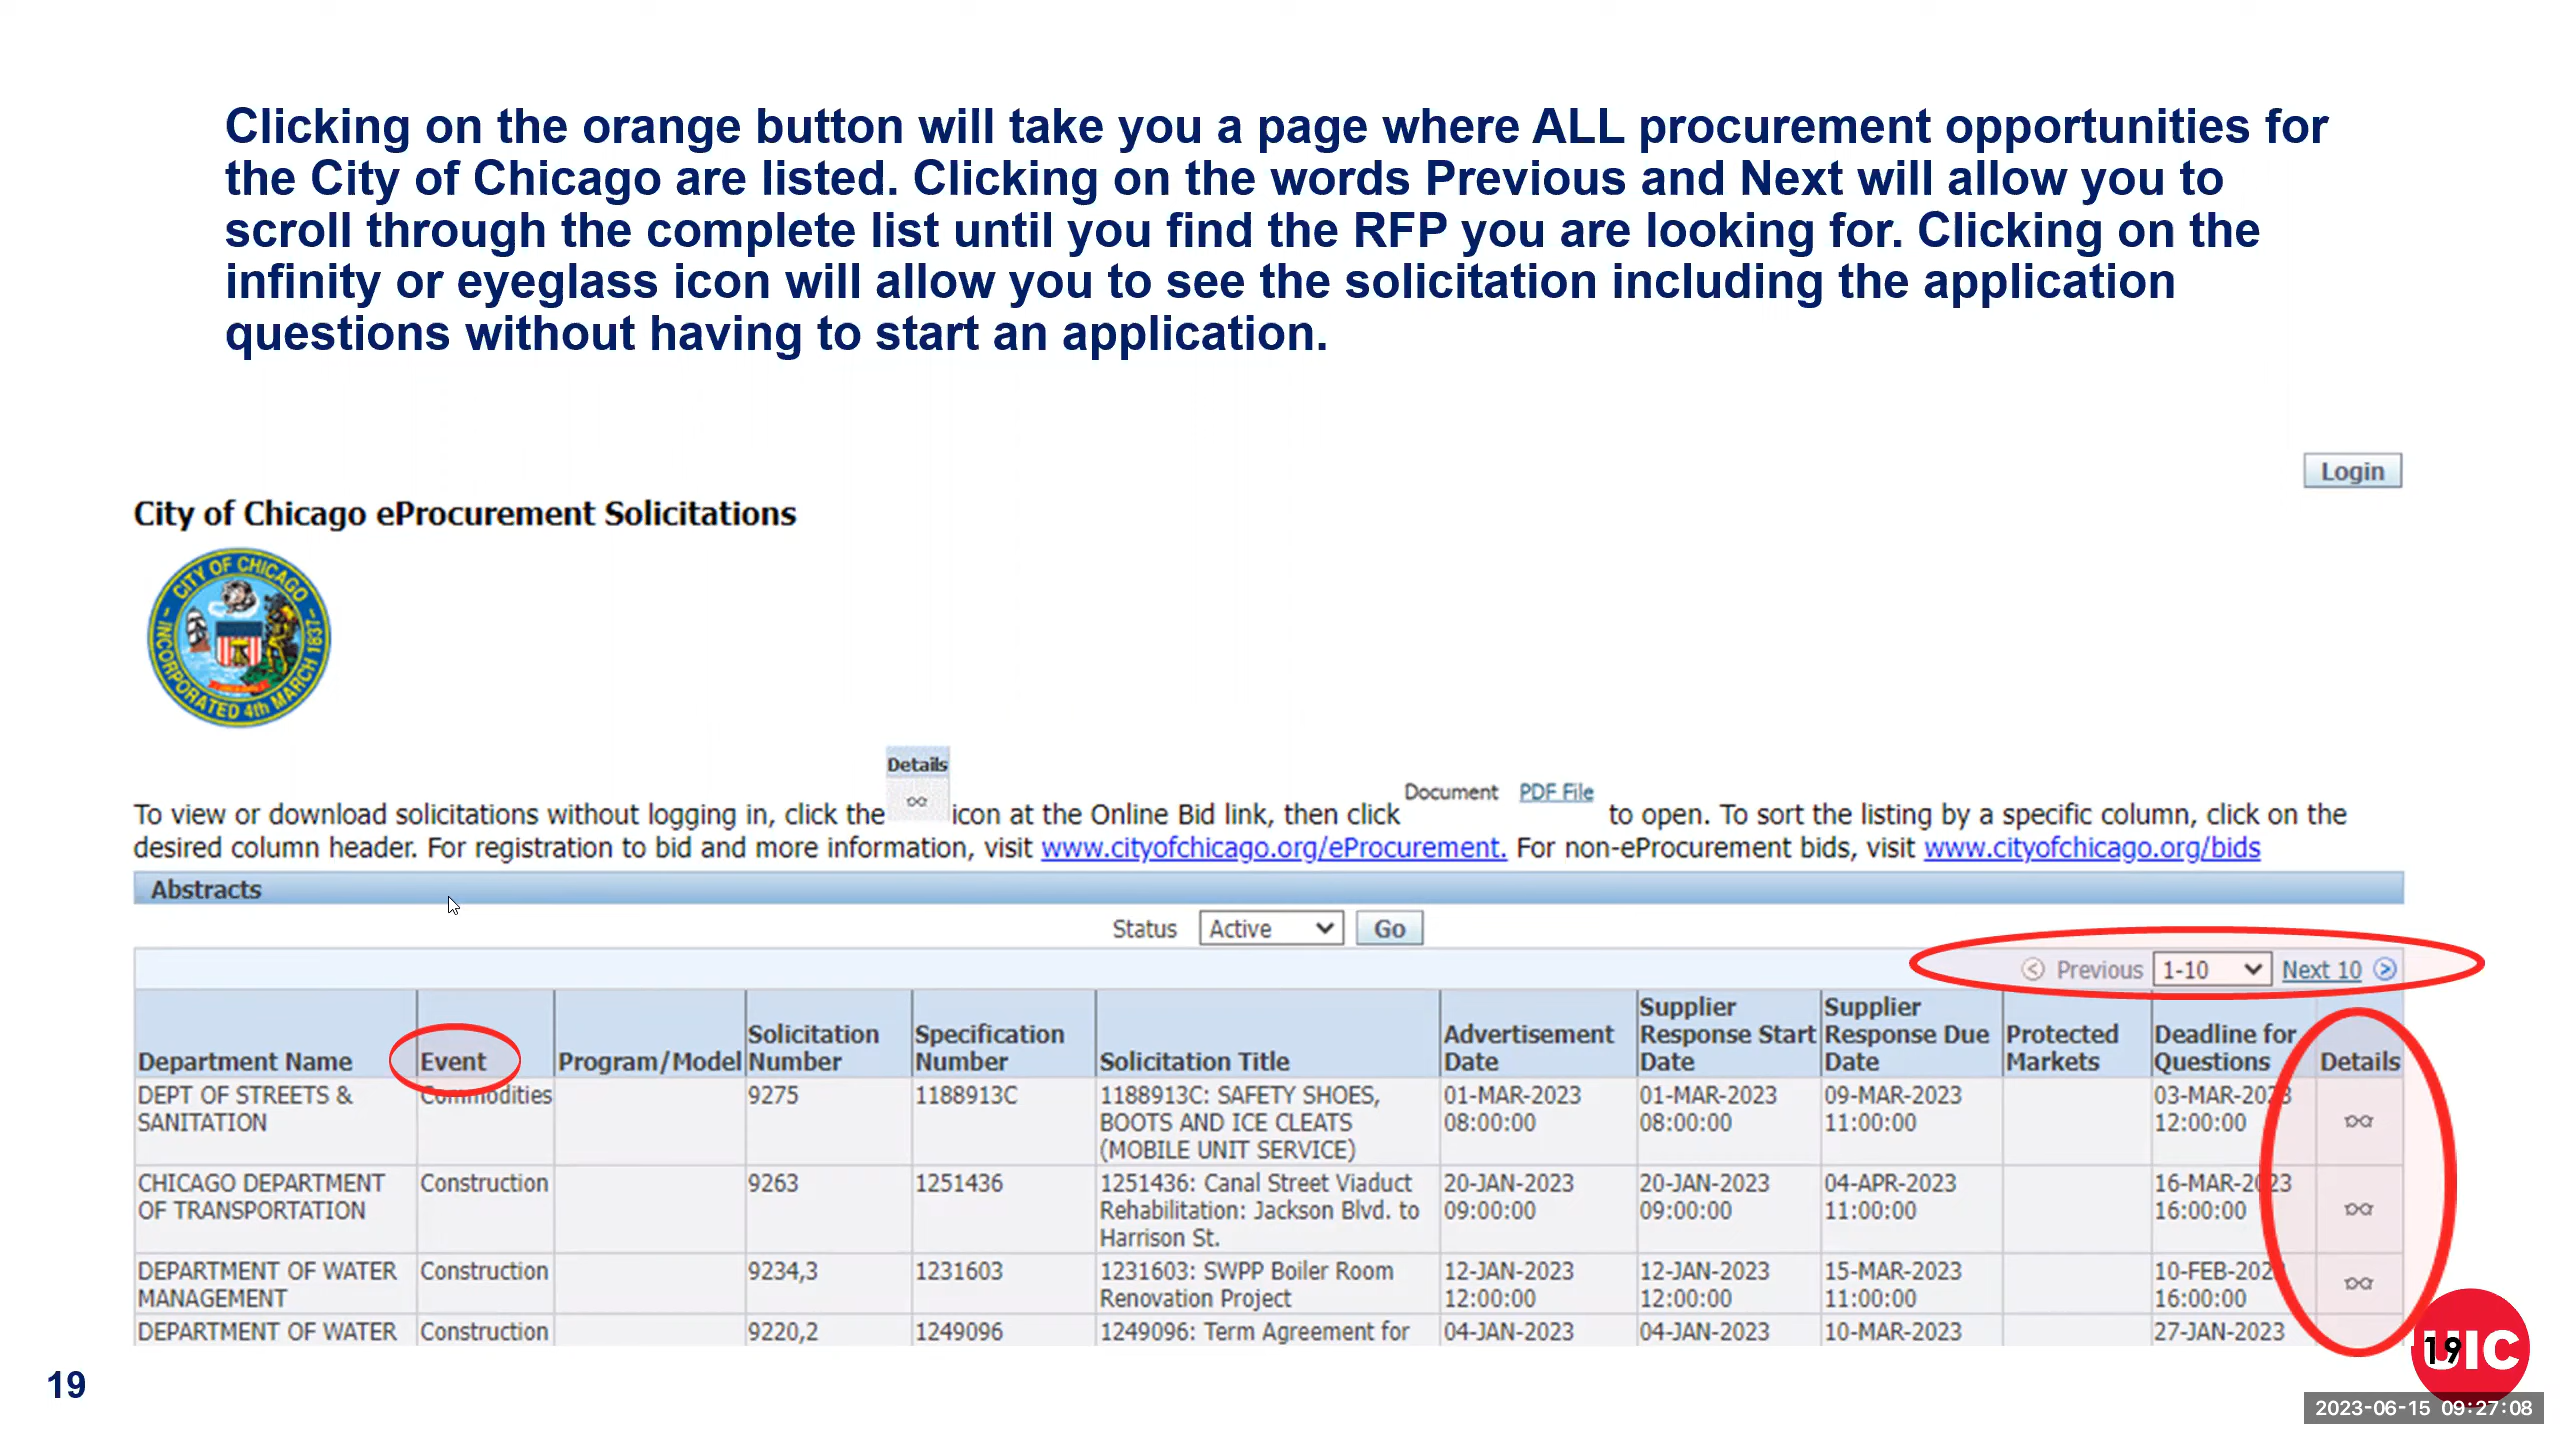 Clicking on the orange button will take you a page where ALL procurement opportunities for
the City of Chicago are listed. Clicking on the words Previous and Next will allow you to
scroll through the complete list until you find the RFP you are looking for. Clicking on the
infinity or eyeglass icon will allow you to see the solicitation including the application
questions without having to start an application.
Login
City of Chicago eProcurement Solicitations
CITY OF CHICAGO
INCORPORATED 4th MARCH 1837
Details
Document PDF File
To view or download solicitations without logging in, click the icon at the Online Bid link, then click to open. To sort the listing by a specific column, click on the
desired column header. For registration to bid and more information, visit www.cityofchicago.org/eProcurement. For non-eProcurement bids, visit www.cityofchicago.org/bids
Abstracts
Status Active Go
Previous 1-10 Next 10
Department Name Event Program/Model Solicitation Number Specification Number Solicitation Title Advertisement Date Supplier Response Start Date Supplier Response Due Date Protected Markets Deadline for Questions Details
DEPT OF STREETS & SANITATION Commodities 9275 1188913C 1188913C: SAFETY SHOES, BOOTS AND ICE CLEATS (MOBILE UNIT SERVICE) 01-MAR-2023 08:00:00 01-MAR-2023 08:00:00 09-MAR-2023 11:00:00 03-MAR-2023 12:00:00
CHICAGO DEPARTMENT OF TRANSPORTATION Construction 9263 1251436 1251436: Canal Street Viaduct Rehabilitation: Jackson Blvd. to Harrison St. 20-JAN-2023 09:00:00 20-JAN-2023 09:00:00 04-APR-2023 11:00:00 16-MAR-2023 16:00:00
DEPARTMENT OF WATER MANAGEMENT Construction 9234,3 1231603 1231603: SWPP Boiler Room Renovation Project 12-JAN-2023 12:00:00 12-JAN-2023 12:00:00 15-MAR-2023 11:00:00 10-FEB-2023 16:00:00
DEPARTMENT OF WATER Construction 9220,2 1249096 1249096: Term Agreement for 04-JAN-2023 04-JAN-2023 10-MAR-2023 27-JAN-2023
19
19
UIC
2023-06-15 09:27:08